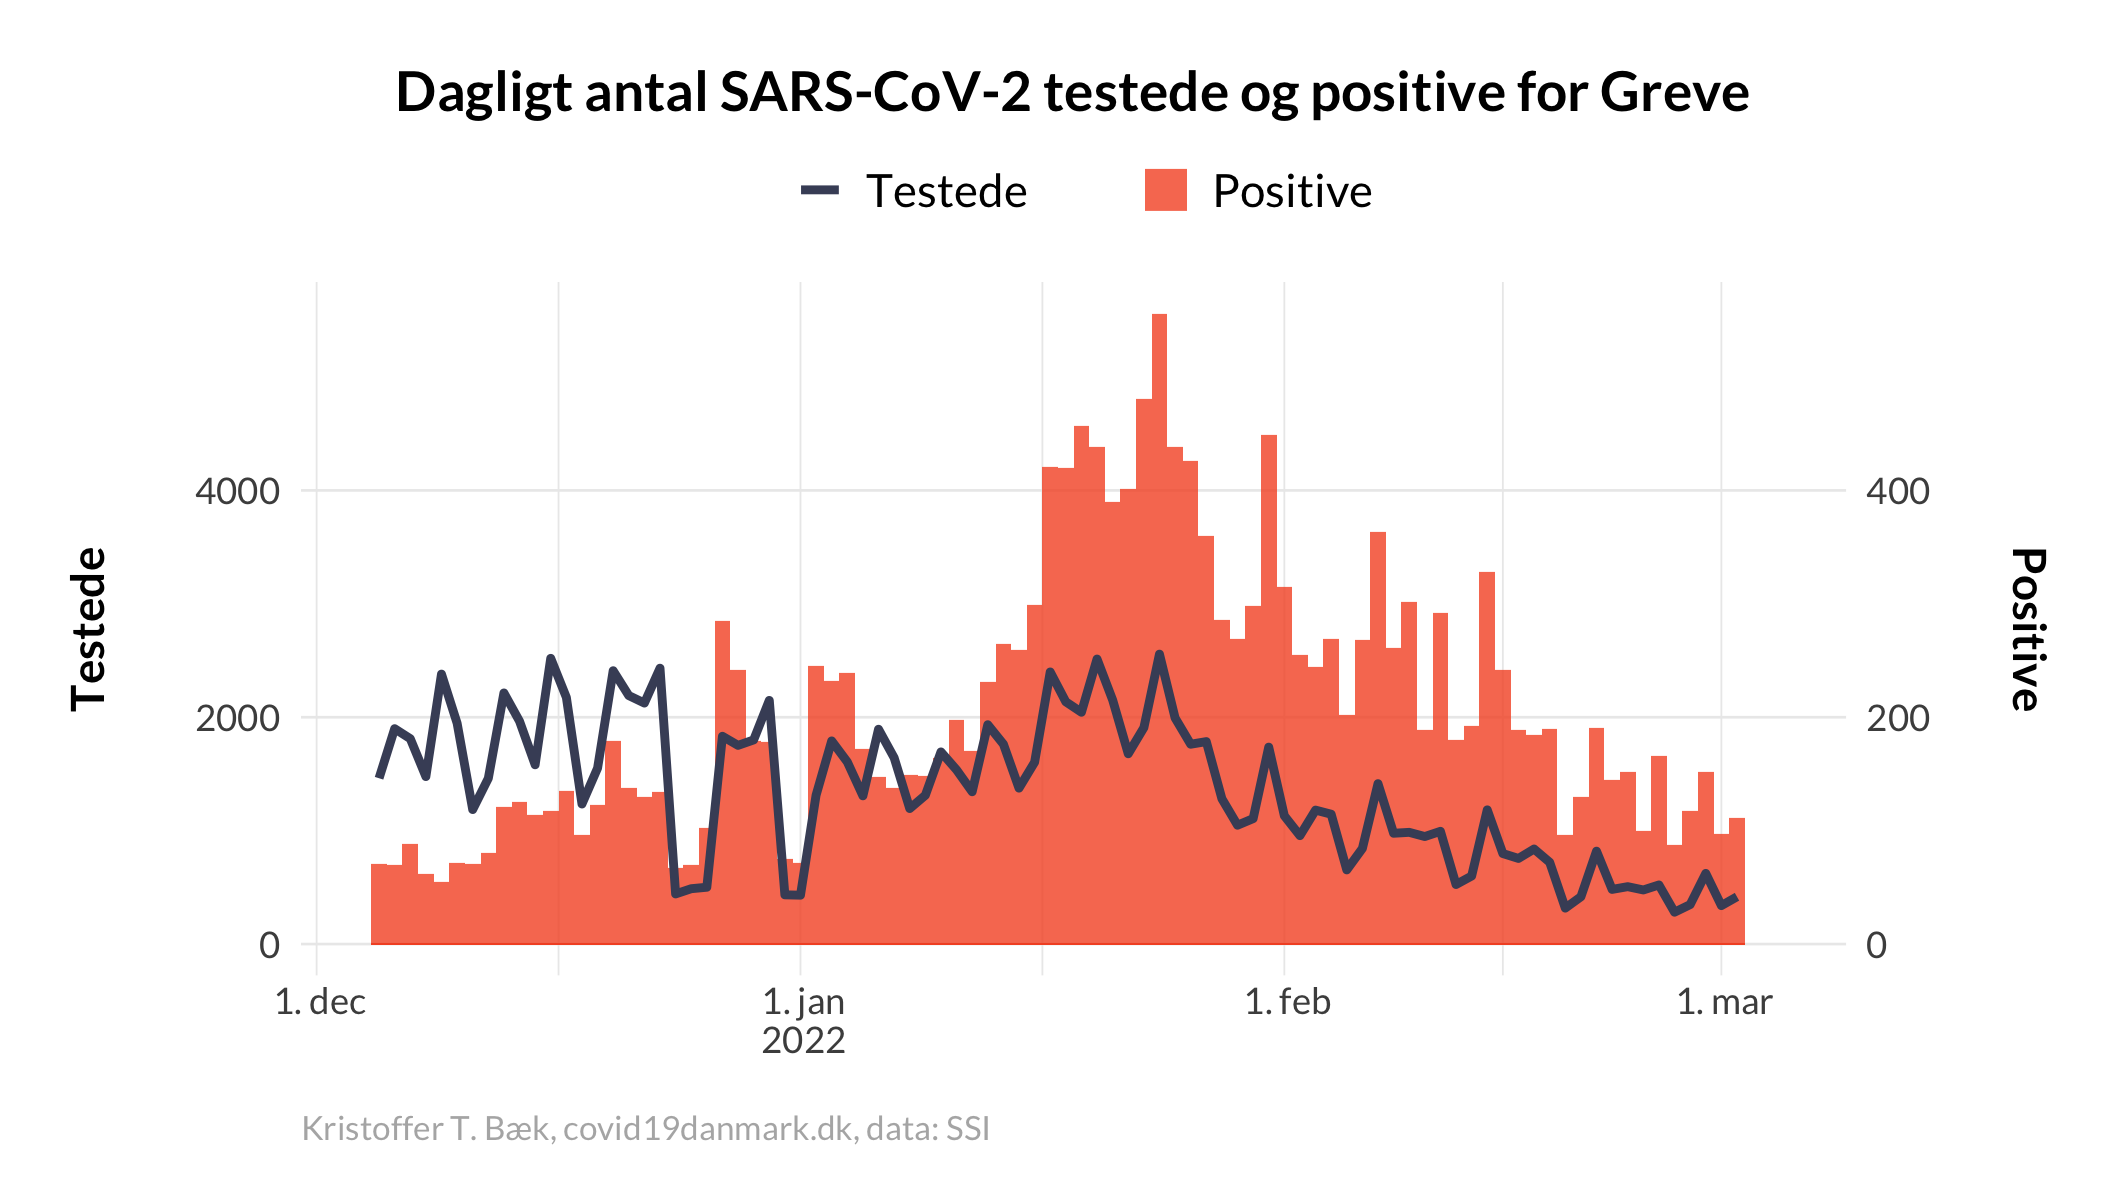 Dagligt antal SARS-CoV-2 testede og positive for Greve
Testede Positive
4000 400
2000 200
0 0
Testede
Positive
1. dec 1. jan 1. feb 1. mar
2022
Kristoffer T. Bæk, covid19danmark.dk, data: SSI